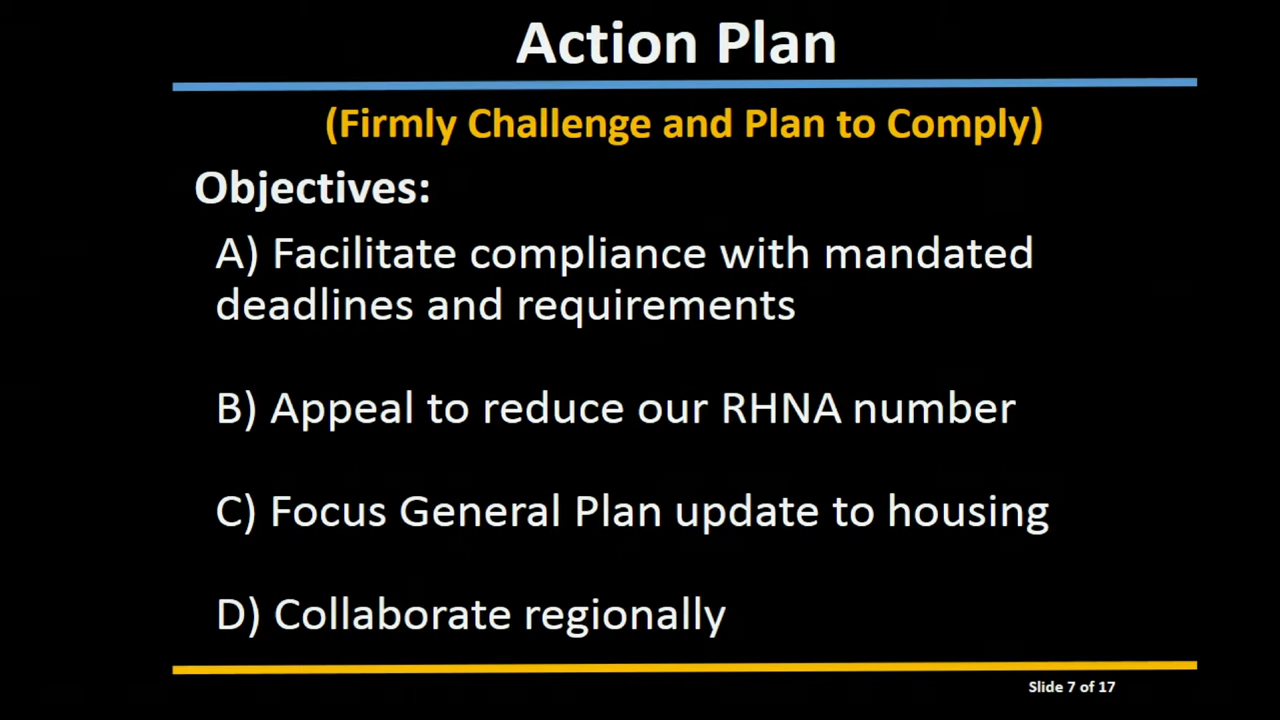 Action Plan
(Firmly Challenge and Plan to Comply)
Objectives:
A) Facilitate compliance with mandated
deadlines and requirements
B) Appeal to reduce our RHNA number
C) Focus General Plan update to housing
D) Collaborate regionally
Slide 7 of 17